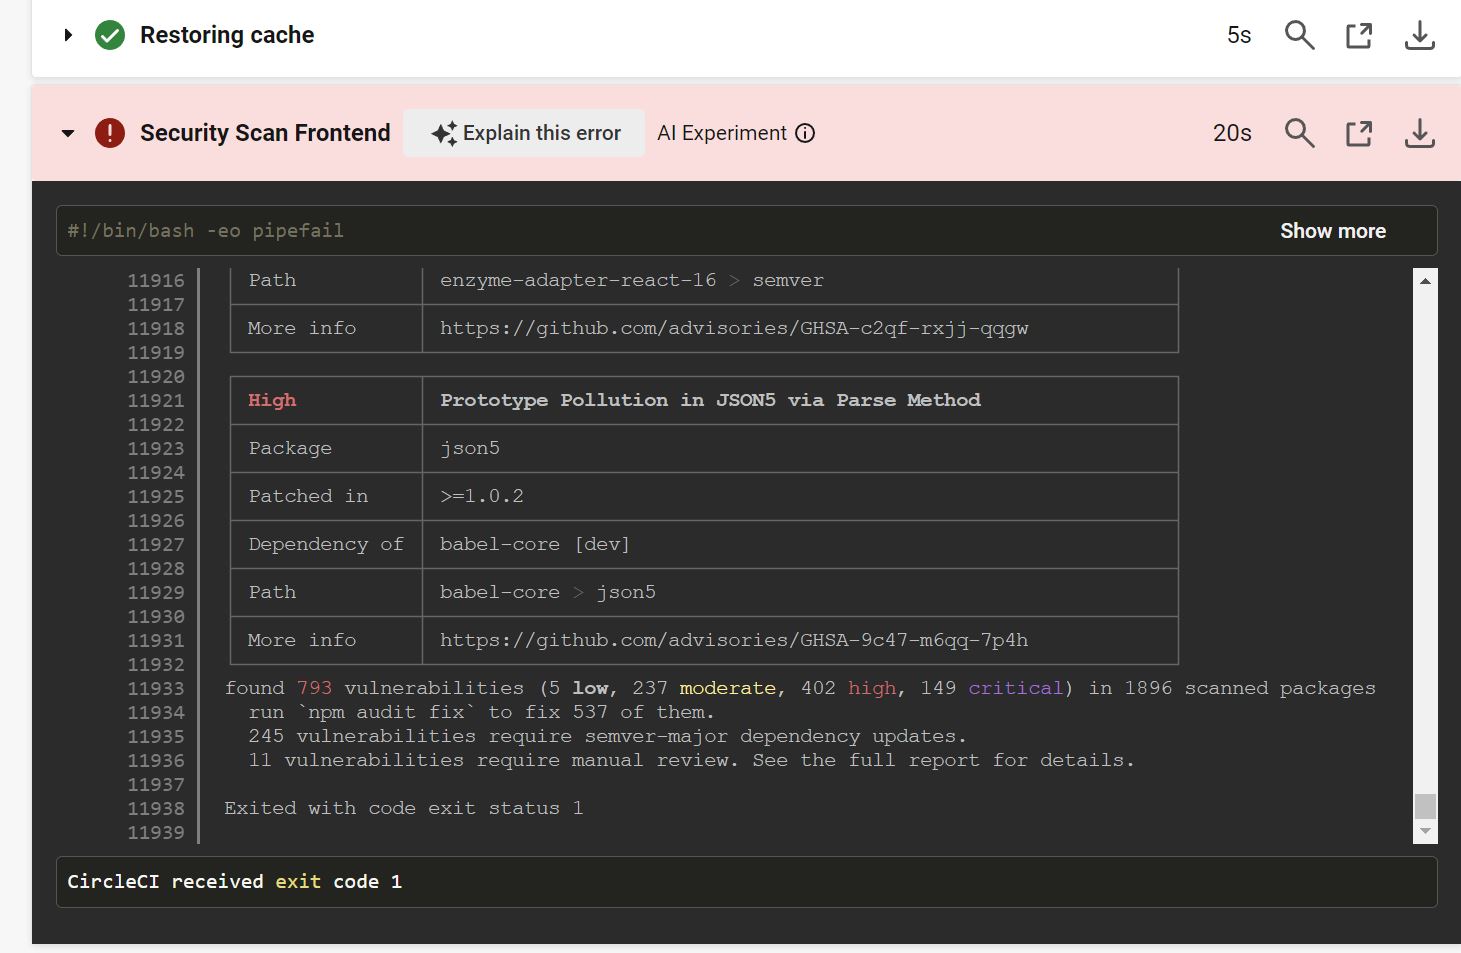 Restoring cache 5s
Security Scan Frontend Explain this error AI Experiment 20s
#!/bin/bash -eo pipefail Show more
11916 Path enzyme-adapter-react-16 > semver
11917
11918 More info https://github.com/advisories/GHSA-c2qf-rxjj-qqgw
11919
11920
11921 High Prototype Pollution in JSON5 via Parse Method
11922
11923 Package json5
11924
11925 Patched in >=1.0.2
11926
11927 Dependency of babel-core [dev]
11928
11929 Path babel-core > json5
11930
11931 More info https://github.com/advisories/GHSA-9c47-m6qq-7p4h
11932
11933 found 793 vulnerabilities (5 low, 237 moderate, 402 high, 149 critical) in 1896 scanned packages
11934 run `npm audit fix` to fix 537 of them.
11935 245 vulnerabilities require semver-major dependency updates.
11936 11 vulnerabilities require manual review. See the full report for details.
11937
11938 Exited with code exit status 1
11939
CircleCI received exit code 1